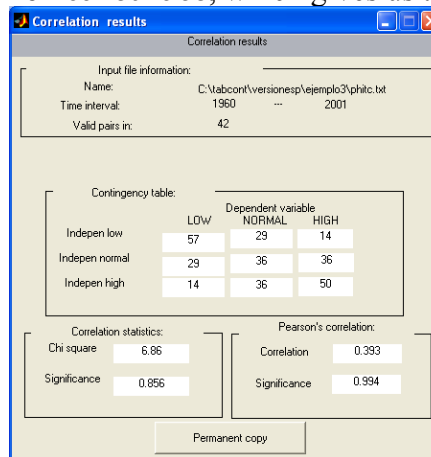 Correlation results
Correlation results
Input file information:
Name: C:\tabcont\versionesp\ejemplo3\phitc.txt
Time interval: 1960 --- 2001
Valid pairs in: 42
Contingency table:
Dependent variable
LOW NORMAL HIGH
Indepen low 57 29 14
Indepen normal 29 36 36
Indepen high 14 36 50
Correlation statistics: Pearson's correlation:
Chi square 6.86 Correlation 0.393
Significance 0.856 Significance 0.994
Permanent copy